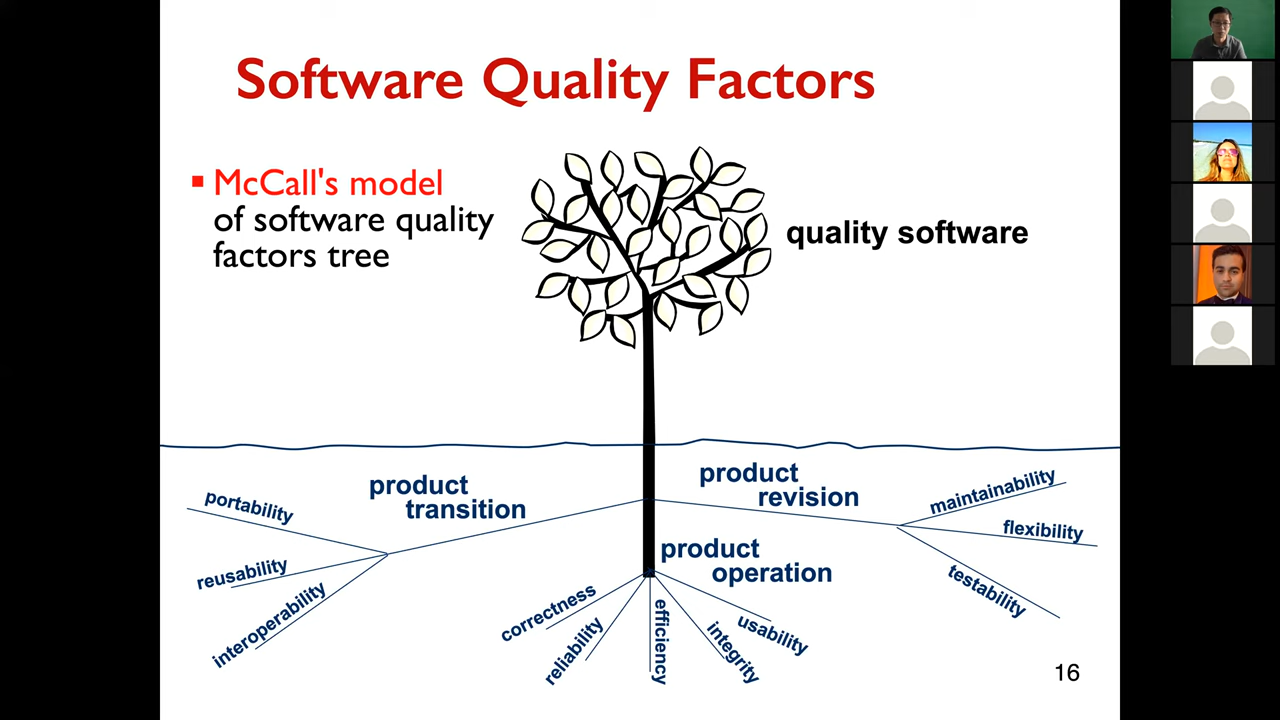 Software Quality Factors
▪ McCall's model
of software quality
factors tree
quality software
product
transition
portability
reusability
interoperability
product
revision
maintainability
flexibility
testability
product
operation
correctness
reliability
efficiency
integrity
usability
16